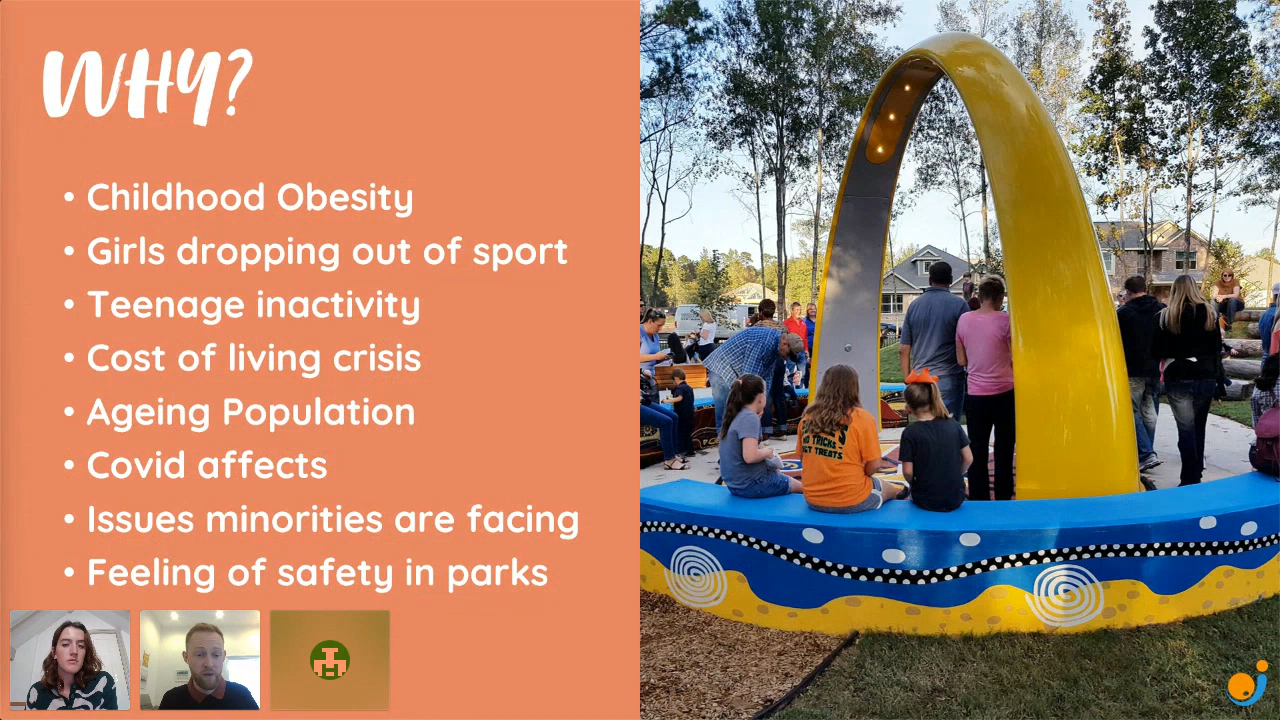 WHY?
• Childhood Obesity
• Girls dropping out of sport
• Teenage inactivity
• Cost of living crisis
• Ageing Population
• Covid affects
• Issues minorities are facing
• Feeling of safety in parks
TREATS